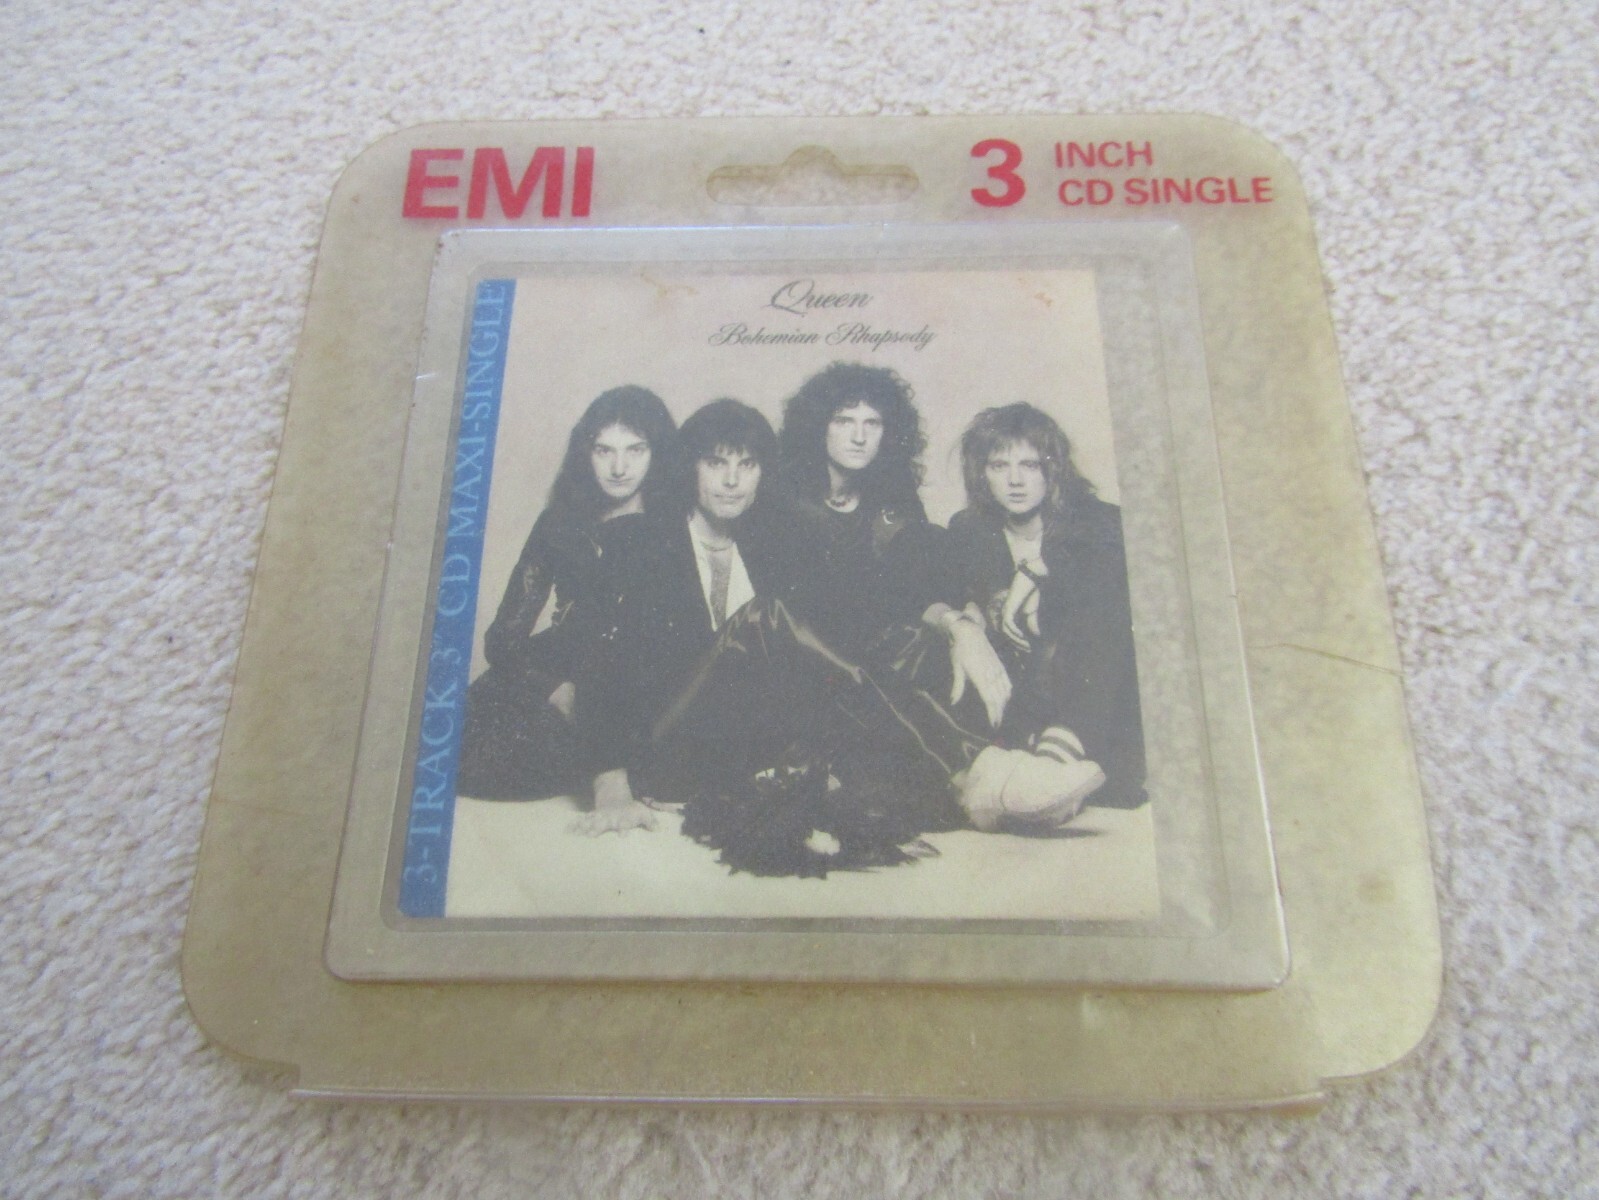 EMI
3 INCH
CD SINGLE
Queen
Bohemian Rhapsody
3-TRACK 3" CD MAXI-SINGLE